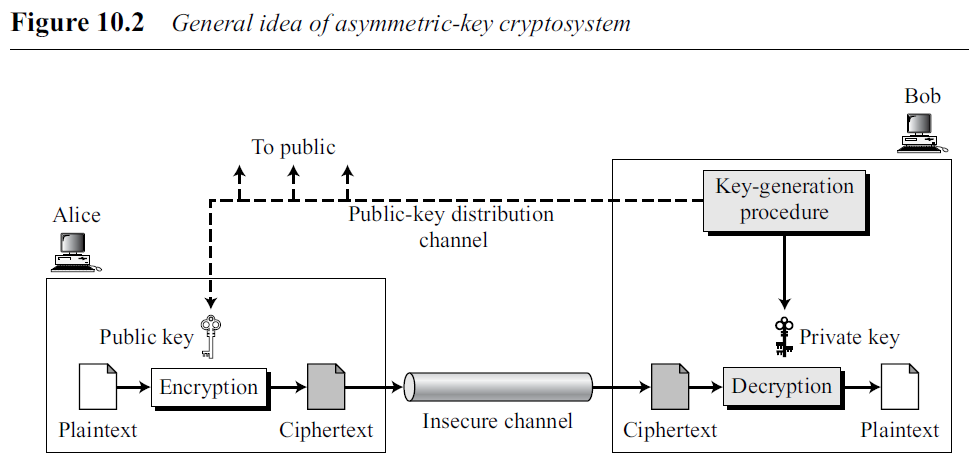 Figure 10.2 General idea of asymmetric-key cryptosystem
Bob
To public
Key-generation
procedure
Alice
Public-key distribution
channel
Public key
Private key
Encryption
Decryption
Insecure channel
Plaintext
Ciphertext
Ciphertext
Plaintext